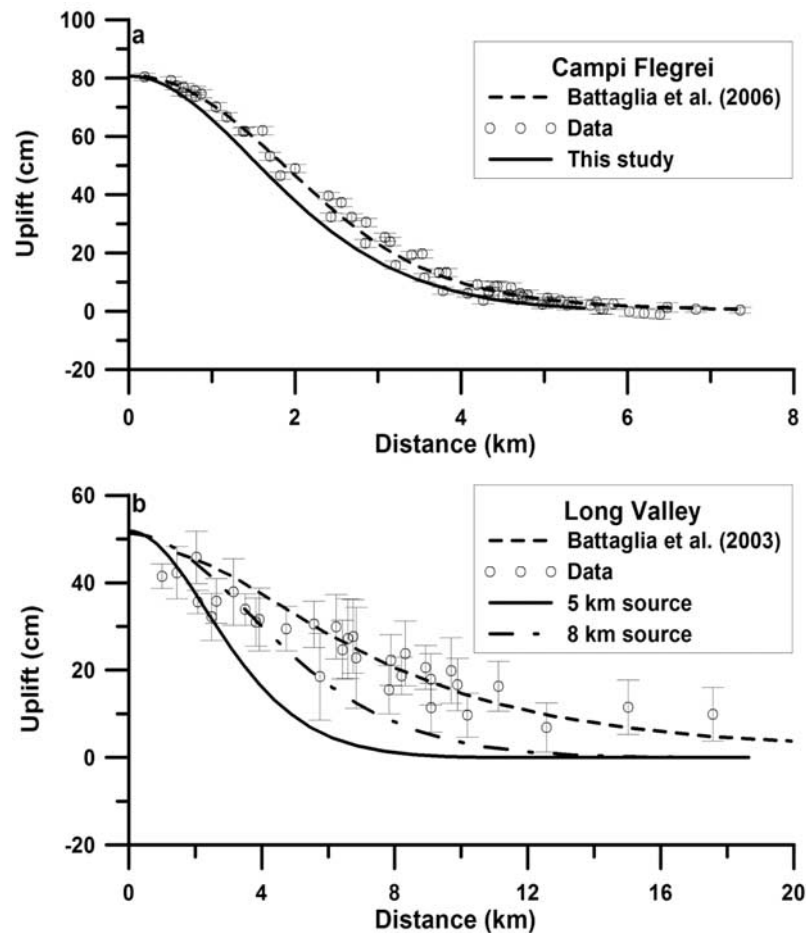 a
100
80
60
40
20
0
-20
Uplift (cm)
Campi Flegrei
Battaglia et al. (2006)
Data
This study
0 2 4 6 8
Distance (km)
b
60
40
20
0
-20
Uplift (cm)
Long Valley
Battaglia et al. (2003)
Data
5 km source
8 km source
0 4 8 12 16 20
Distance (km)